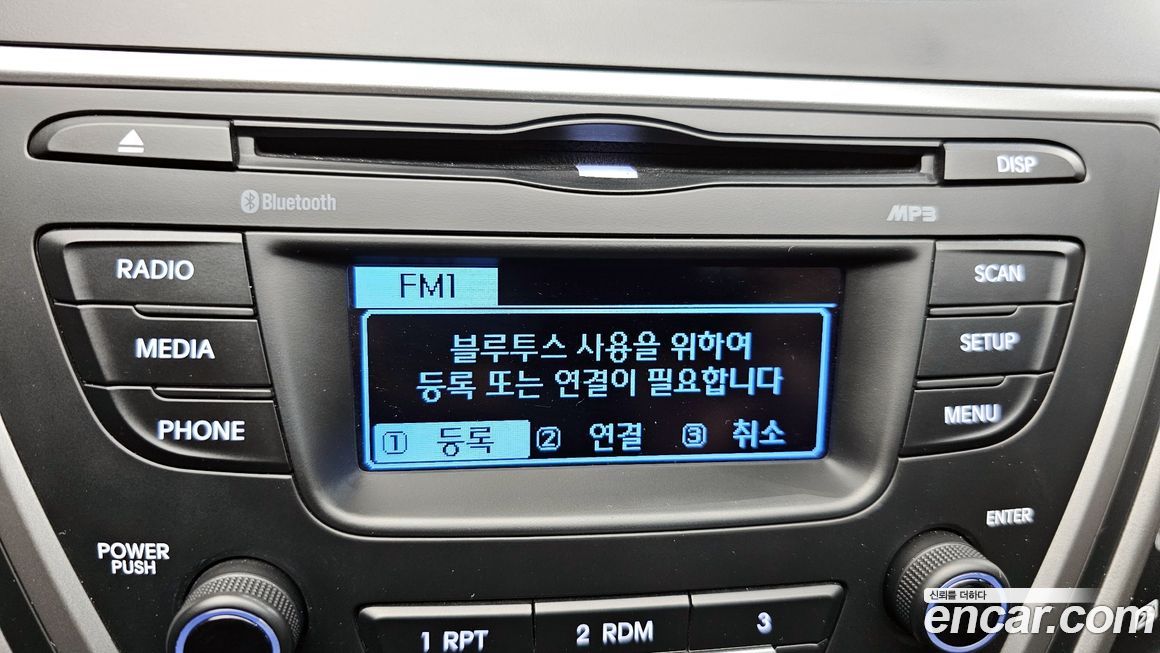 DISP
Bluetooth
MP3
RADIO
SCAN
FM1
블루투스 사용을 위하여
등록 또는 연결이 필요합니다
① 등록 ② 연결 ③ 취소
MEDIA
SETUP
PHONE
MENU
ENTER
POWER
PUSH
1 RPT
2 RDM
3
신뢰를 더하다
encar.com